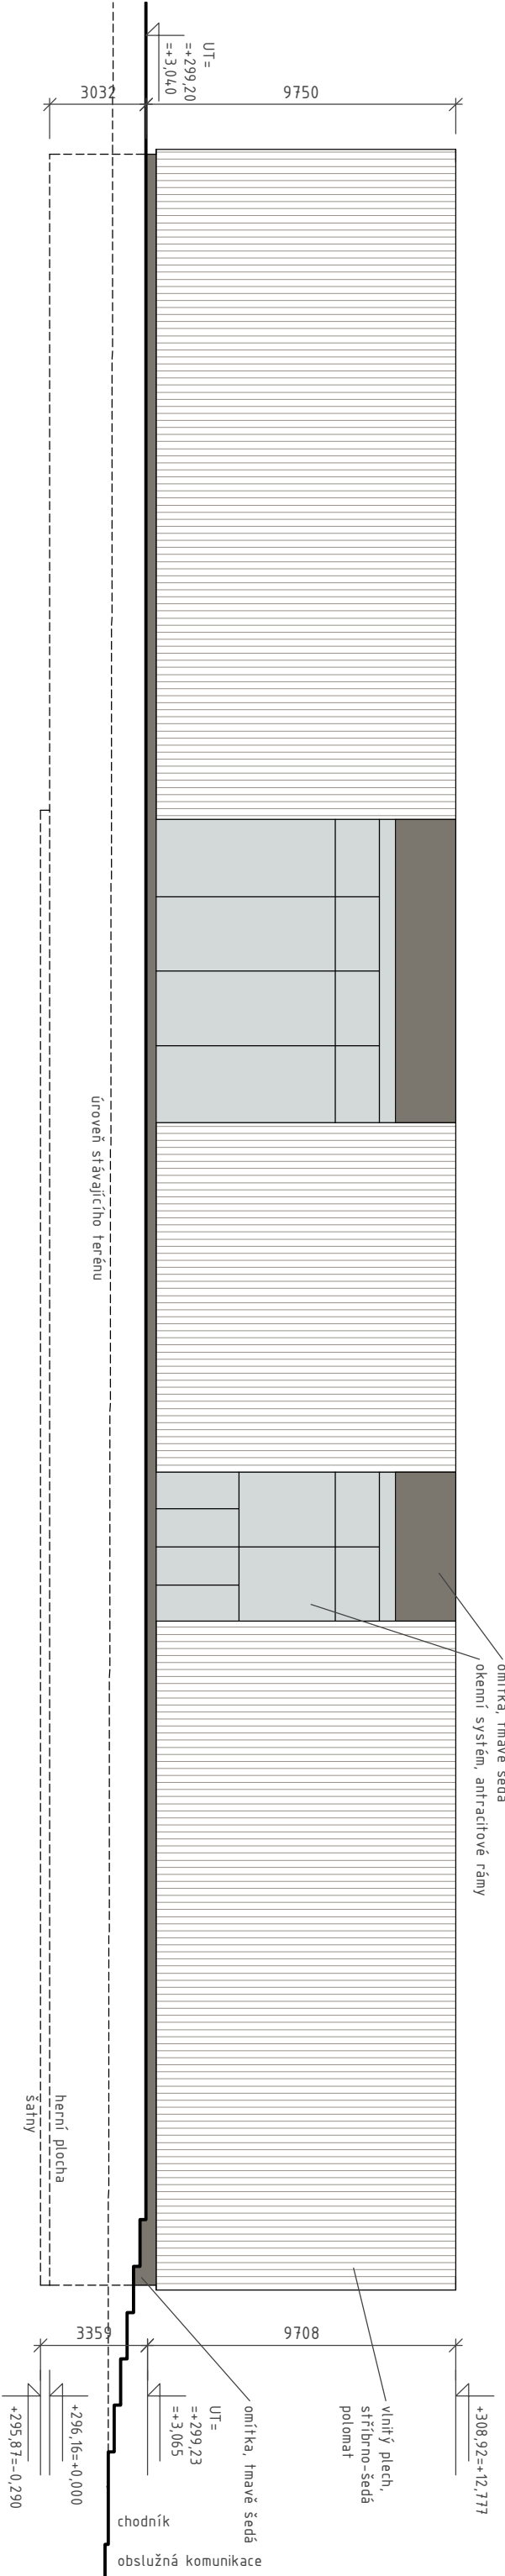 UT=
=+299,20
=+3,040
3032
9750
úroveň stávajícího terénu
omítka, tmavě šedá
okenní systém, antracitové rámy
herní plocha
šatny
vlnitý plech,
stříbrno-šedá
polomat
omítka, tmavě šedá
3359
9708
UT=
=+299,23
=+3,065
+308,92=+12,777
+296,16=+0,000
+295,87=-0,290
chodník
obslužná komunikace